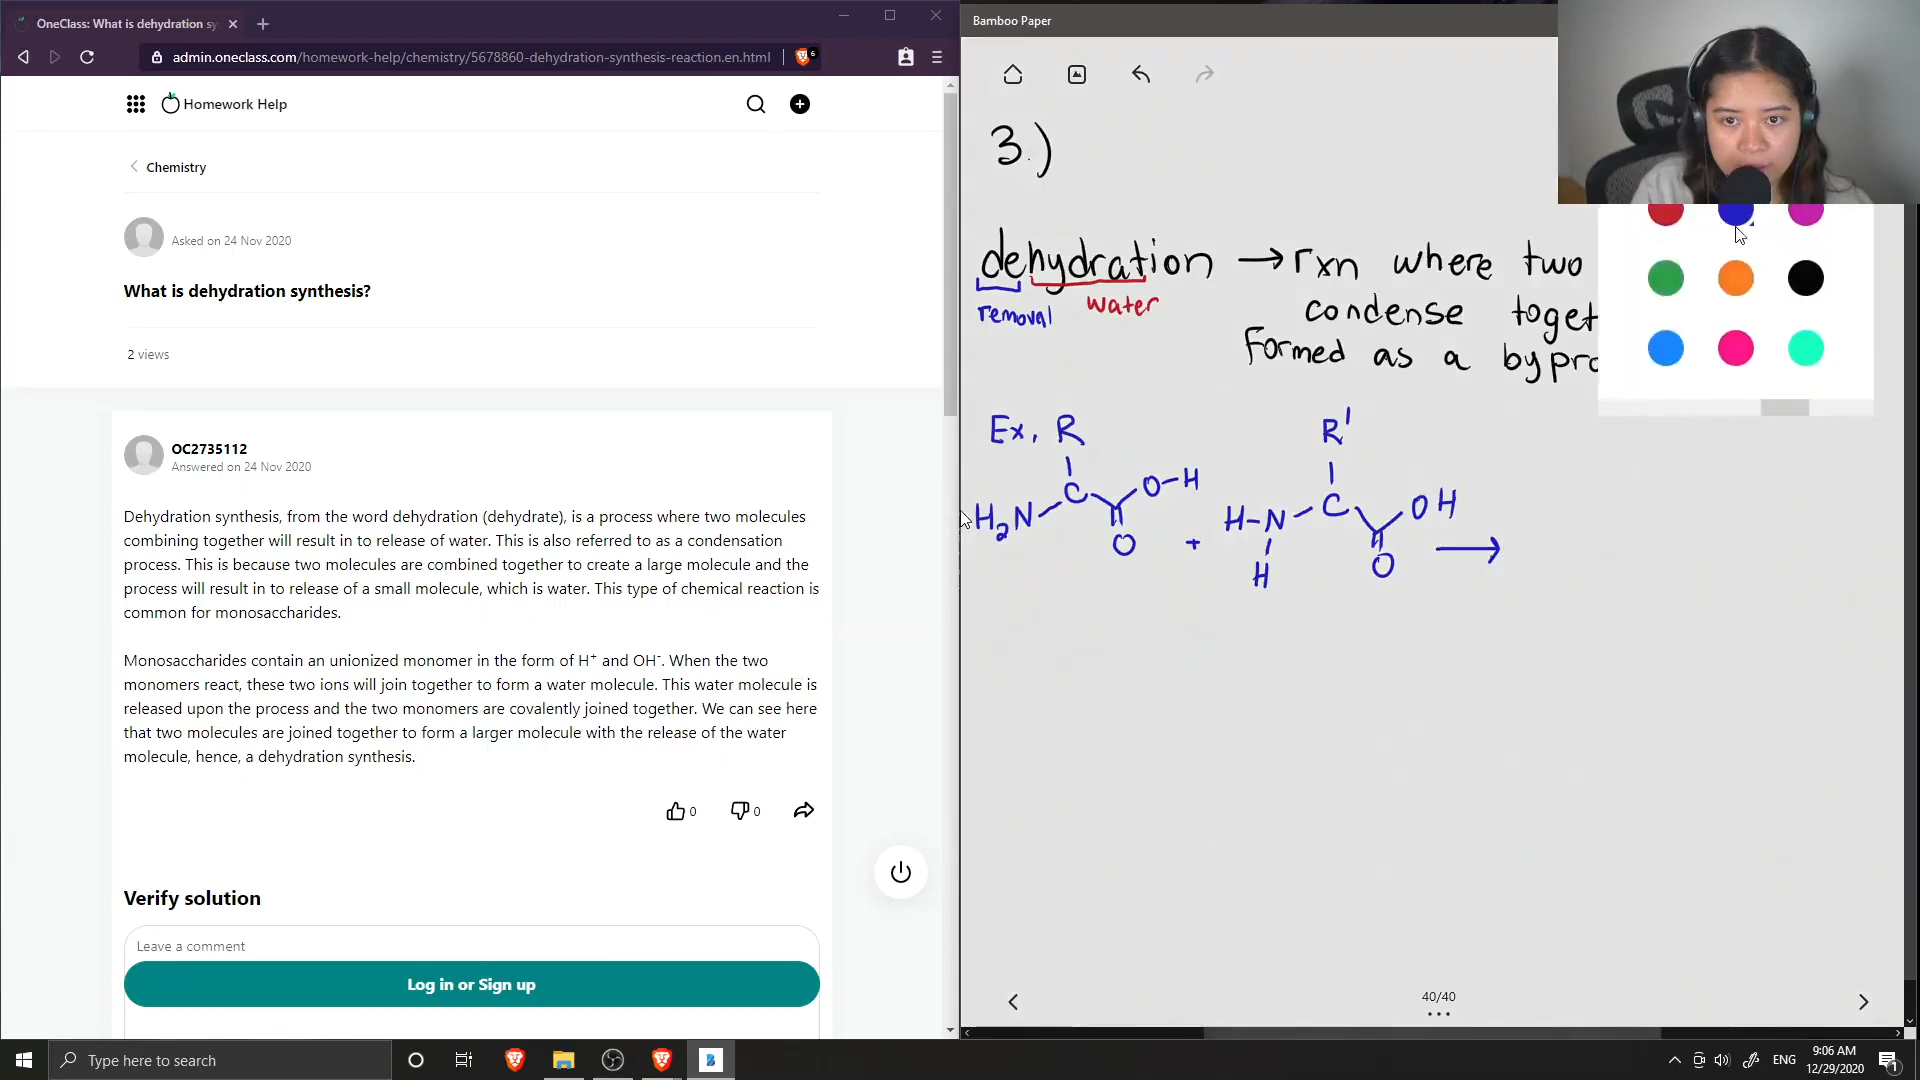 OneClass: What is dehydration sy
admin.oneclass.com/homework-help/chemistry/5678860-dehydration-synthesis-reaction.en.html
6
Homework Help
Chemistry
Asked on 24 Nov 2020
What is dehydration synthesis?
2 views
OC2735112
Answered on 24 Nov 2020
Dehydration synthesis, from the word dehydration (dehydrate), is a process where two molecules
combining together will result in to release of water. This is also referred to as a condensation
process. This is because two molecules are combined together to create a large molecule and the
process will result in to release of a small molecule, which is water. This type of chemical reaction is
common for monosaccharides.
Monosaccharides contain an unionized monomer in the form of H⁺ and OH⁻. When the two
monomers react, these two ions will join together to form a water molecule. This water molecule is
released upon the process and the two monomers are covalently joined together. We can see here
that two molecules are joined together to form a larger molecule with the release of the water
molecule, hence, a dehydration synthesis.
0 0
Verify solution
Leave a comment
Log in or Sign up
Bamboo Paper
3.)
dehydration → rxn where two
removal water condense toget
Formed as a bypro
Ex. R R'
C O-H C OH
H₂N O + H-N O →
H
40/40
Type here to search
B
ENG
9:06 AM
12/29/2020
1